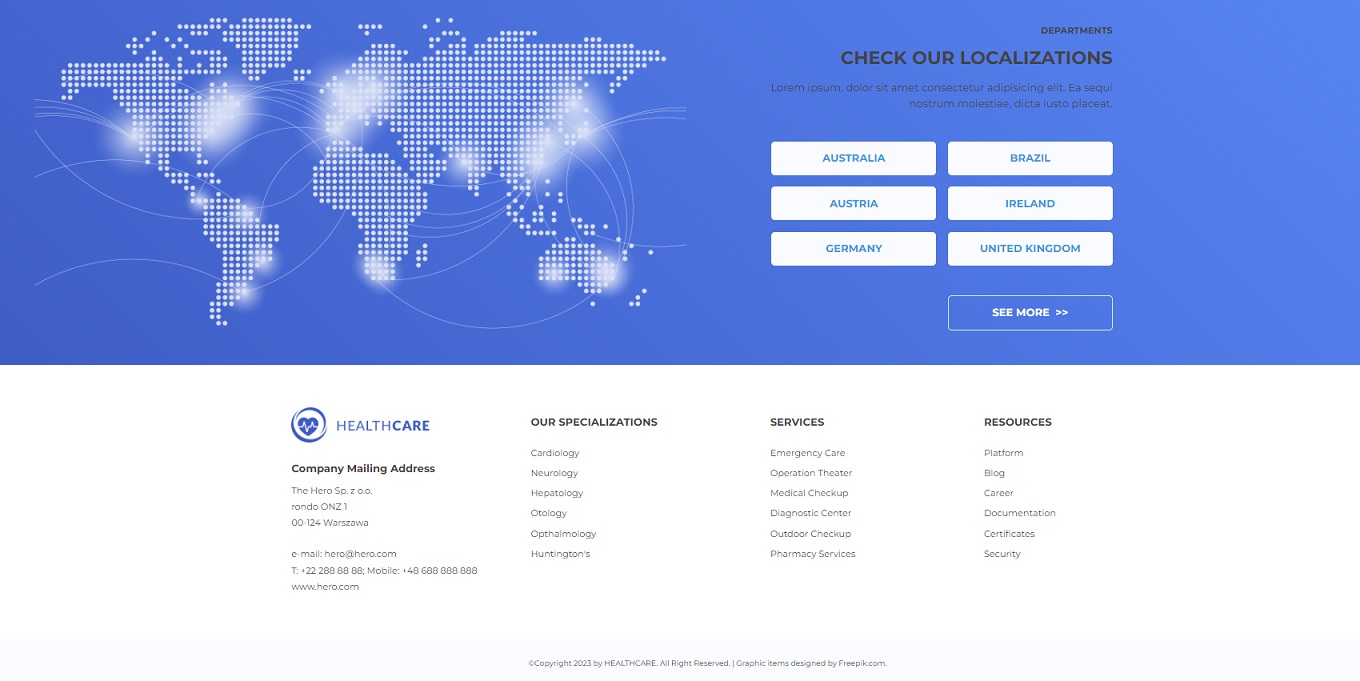 DEPARTMENTS
CHECK OUR LOCALIZATIONS
Lorem ipsum, dolor sit amet consectetur adipisicing elit. Ea sequi
nostrum molestiae, dicta iusto placeat.
AUSTRALIA
BRAZIL
AUSTRIA
IRELAND
GERMANY
UNITED KINGDOM
SEE MORE >>
HEALTHCARE
Company Mailing Address
The Hero Sp. z o.o.
rondo ONZ 1
00-124 Warszawa
e-mail: hero@hero.com
T: +22 288 88 88; Mobile: +48 688 888 888
www.hero.com
OUR SPECIALIZATIONS
Cardiology
Neurology
Hepatology
Otology
Opthalmology
Huntington's
SERVICES
Emergency Care
Operation Theater
Medical Checkup
Diagnostic Center
Outdoor Checkup
Pharmacy Services
RESOURCES
Platform
Blog
Career
Documentation
Certificates
Security
©Copyright 2023 by HEALTHCARE. All Right Reserved. | Graphic items designed by Freepik.com.